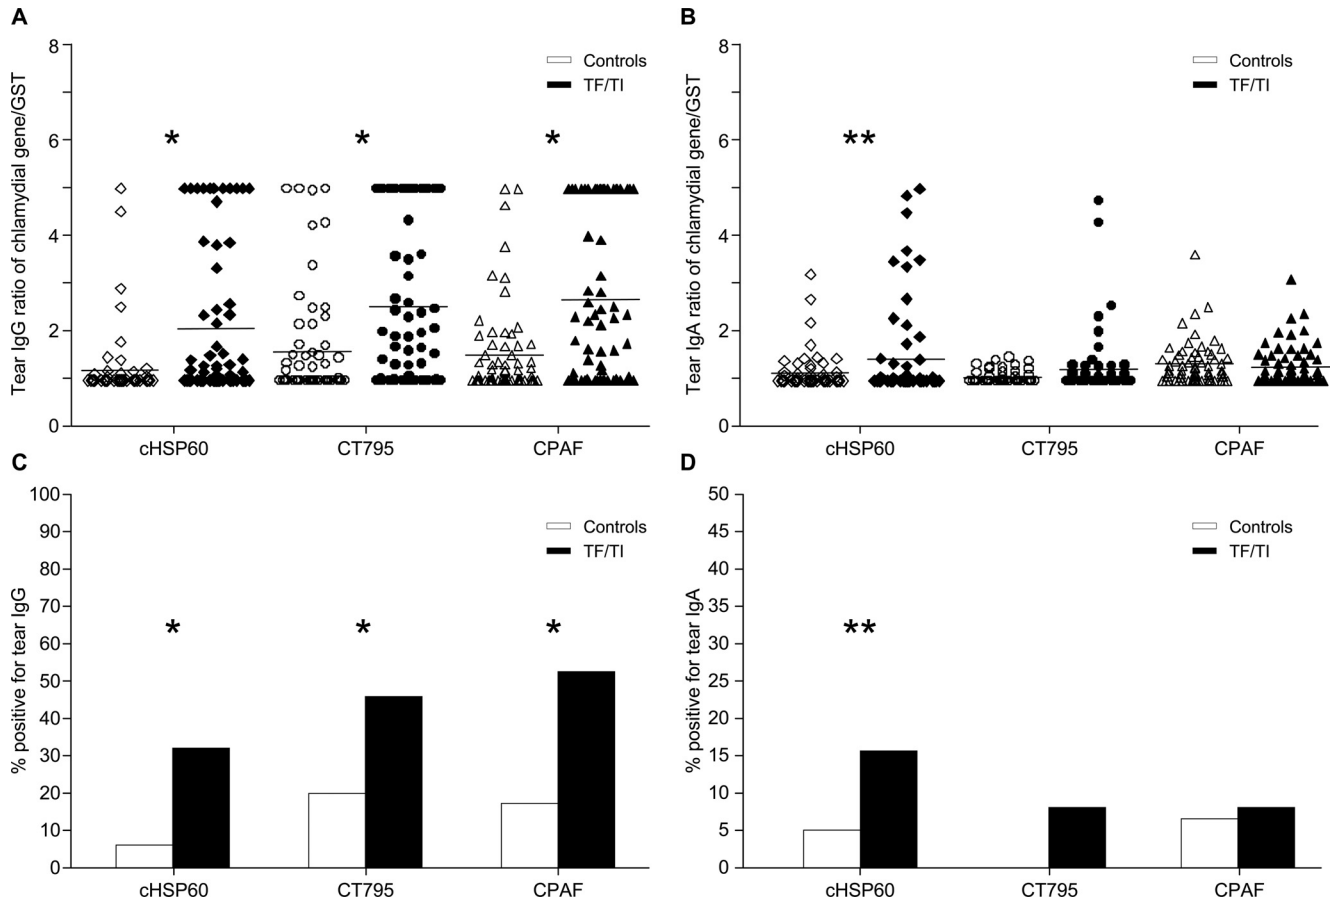 A
Tear IgG ratio of chlamydial gene/GST
8
6
4
2
0
Controls
TF/TI
*
*
*
cHSP60
CT795
CPAF
B
Tear IgA ratio of chlamydial gene/GST
8
6
4
2
0
Controls
TF/TI
**
cHSP60
CT795
CPAF
C
% positive for tear IgG
100
90
80
70
60
50
40
30
20
10
0
Controls
TF/TI
*
*
*
cHSP60
CT795
CPAF
D
% positive for tear IgA
50
45
40
35
30
25
20
15
10
5
0
Controls
TF/TI
**
cHSP60
CT795
CPAF